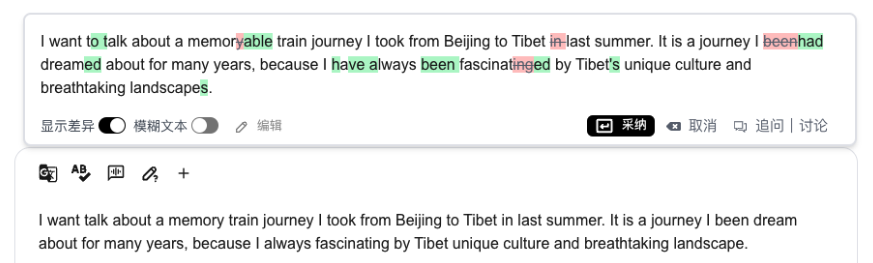 I want to talk about a memoryable train journey I took from Beijing to Tibet in last summer. It is a journey I beenhad
dreamed about for many years, because I have always been fascinatinged by Tibet's unique culture and
breathtaking landscapes.
显示差异 模糊文本 编辑 采纳 取消 追问 | 讨论
I want talk about a memory train journey I took from Beijing to Tibet in last summer. It is a journey I been dream
about for many years, because I always fascinating by Tibet unique culture and breathtaking landscape.